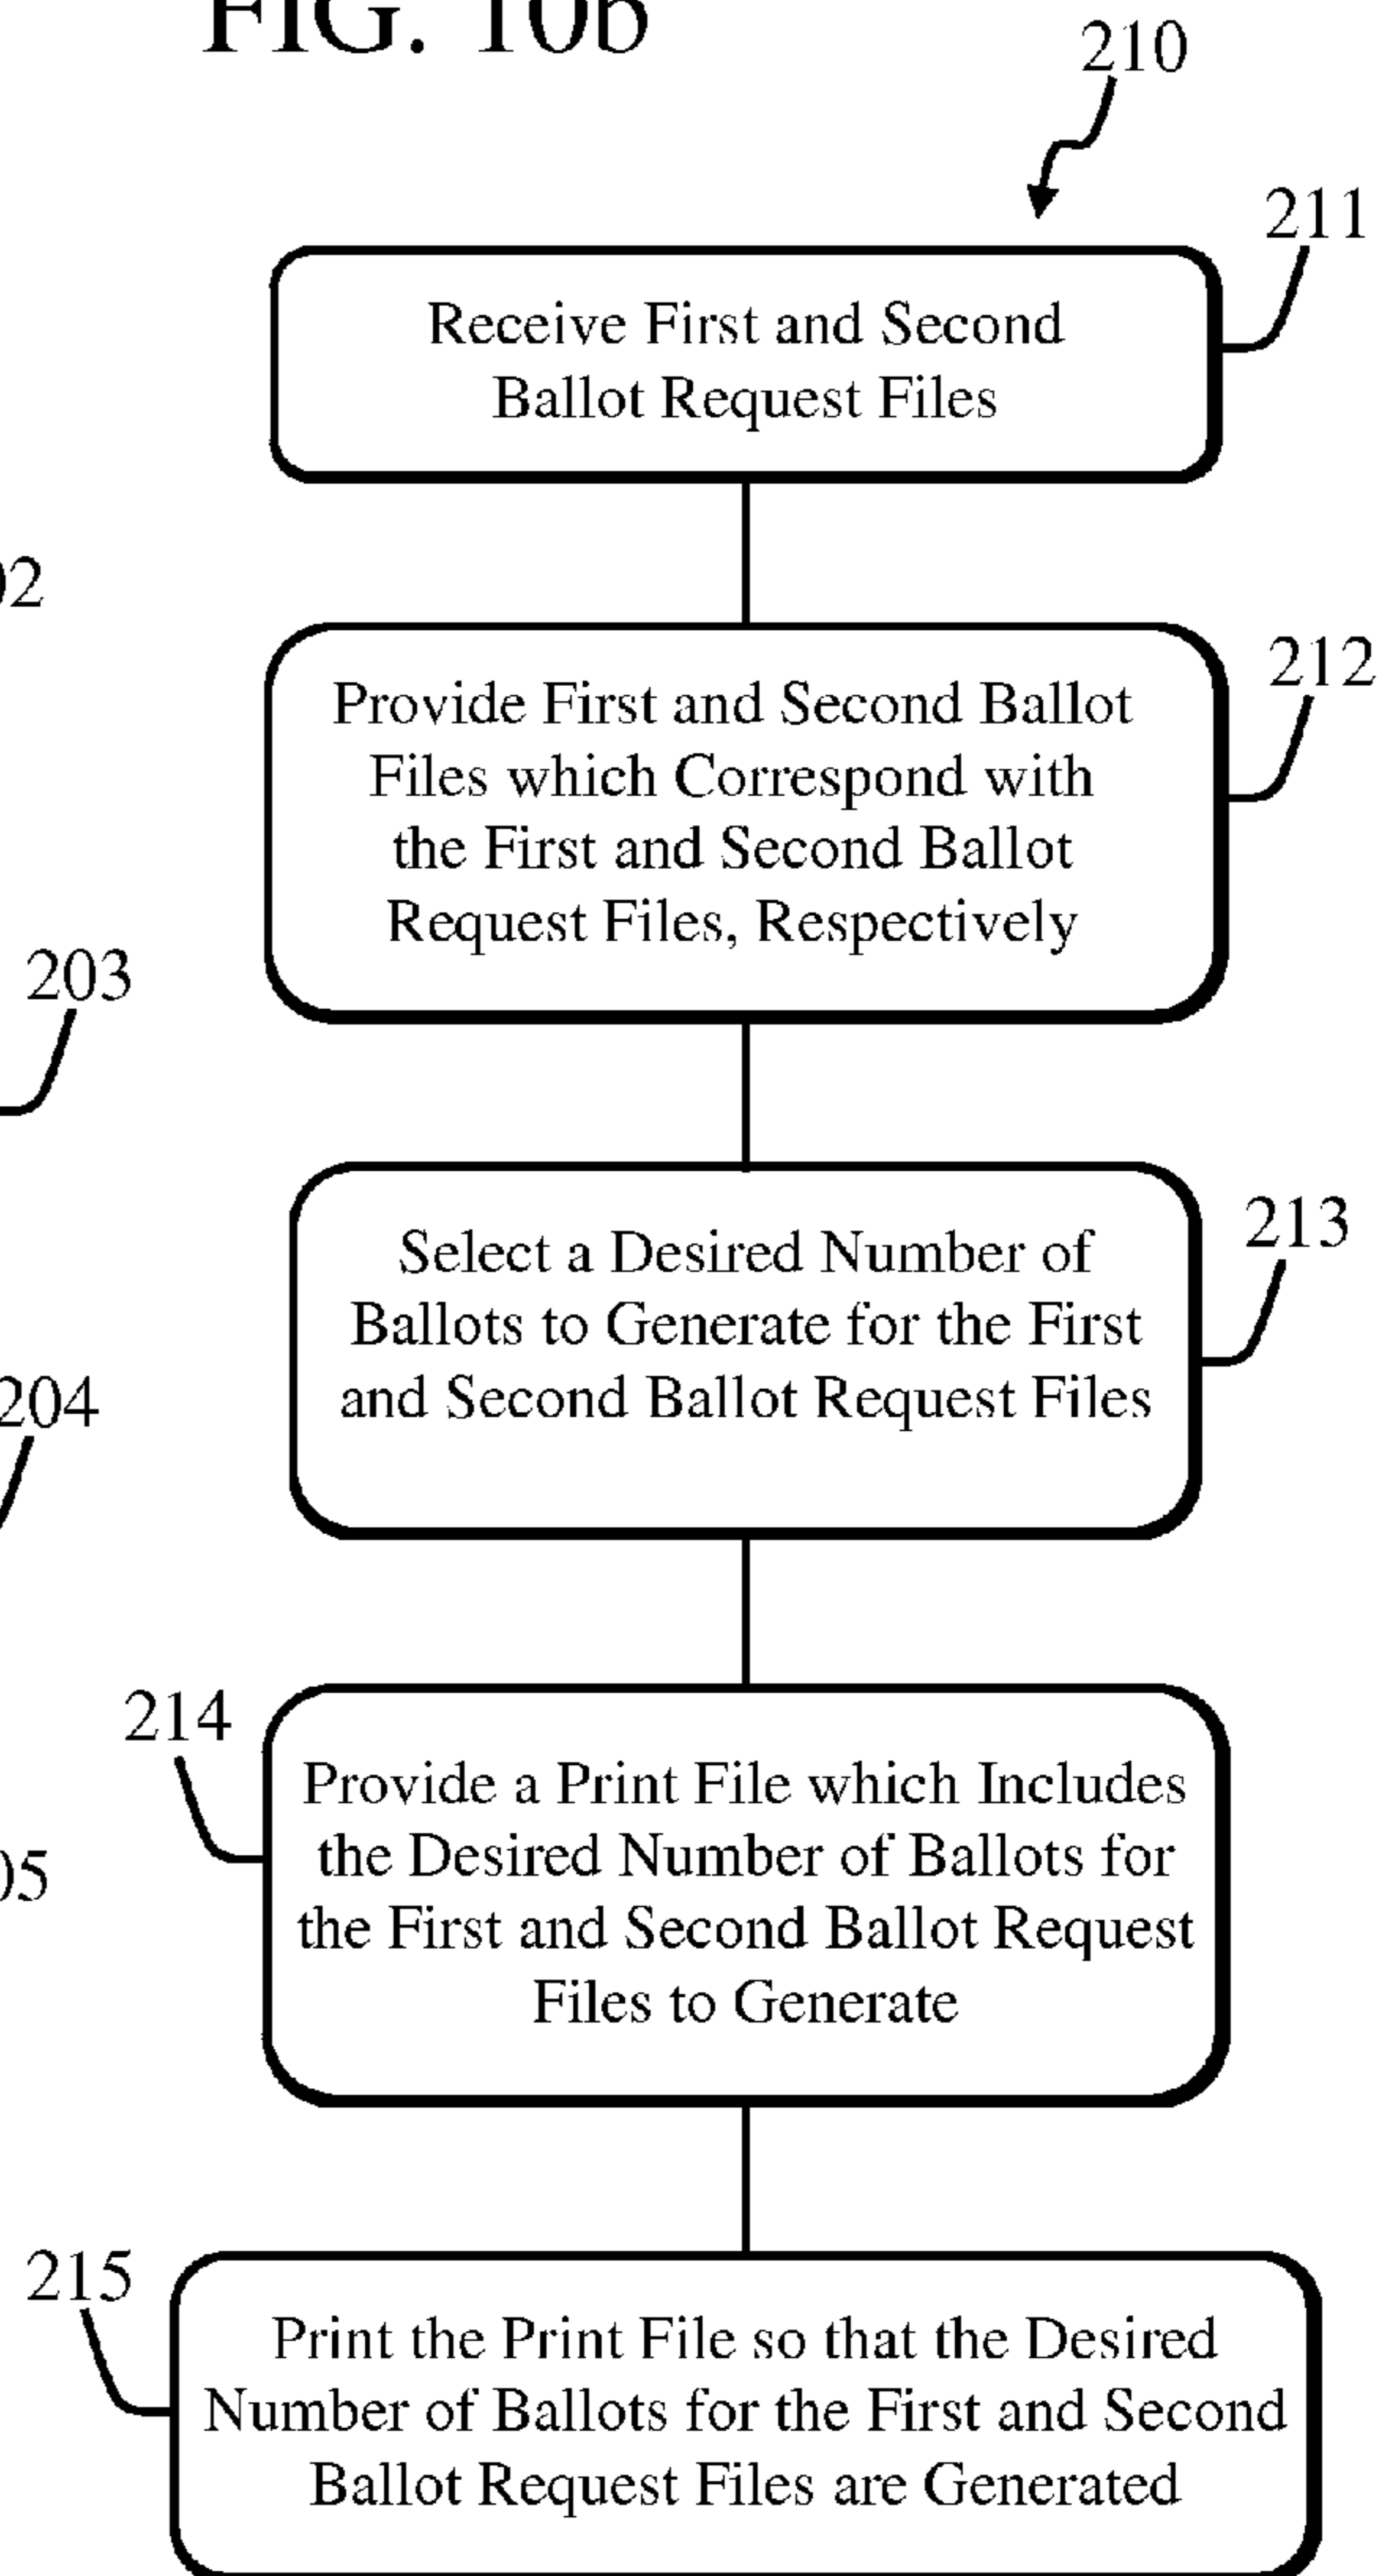 FIG. 10b
210
211
Receive First and Second
Ballot Request Files
02
212
Provide First and Second Ballot
Files which Correspond with
the First and Second Ballot
Request Files, Respectively
203
213
Select a Desired Number of
Ballots to Generate for the First
and Second Ballot Request Files
204
214
Provide a Print File which Includes
the Desired Number of Ballots for
the First and Second Ballot Request
Files to Generate
05
215
Print the Print File so that the Desired
Number of Ballots for the First and Second
Ballot Request Files are Generated